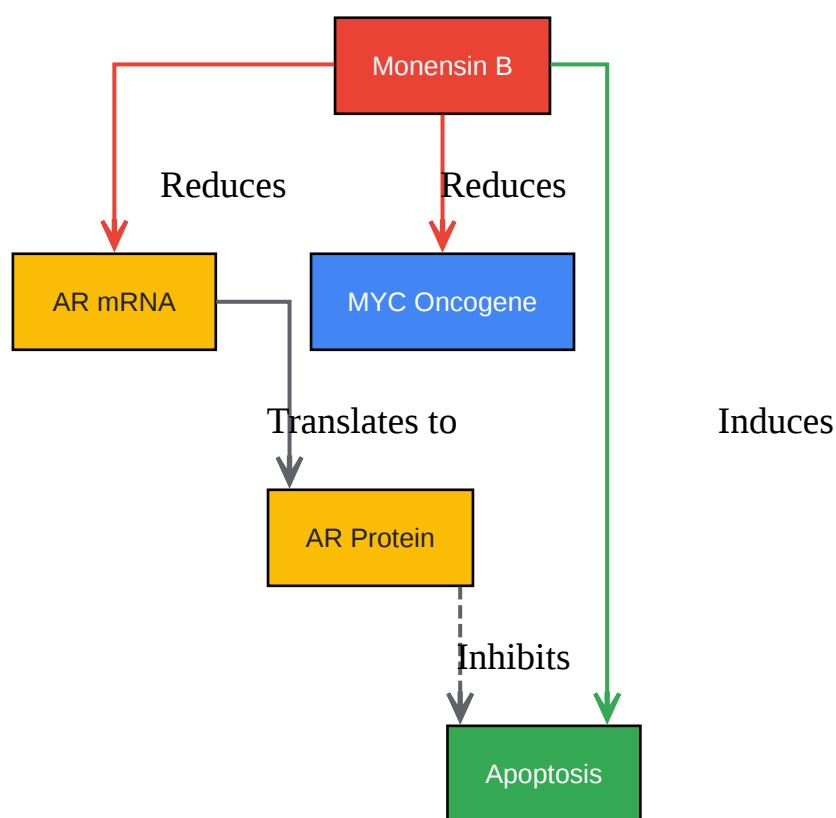 Monensin B
Reduces
Reduces
AR mRNA
MYC Oncogene
Translates to
Induces
AR Protein
Inhibits
Apoptosis